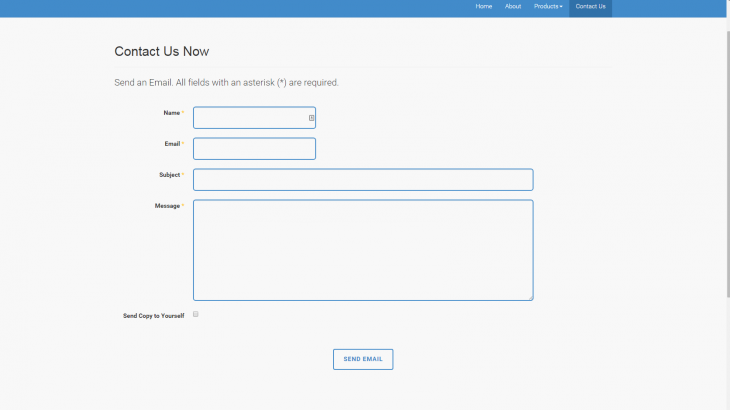 Home About Products Contact Us
Contact Us Now
Send an Email. All fields with an asterisk (*) are required.
Name *
Email *
Subject *
Message *
Send Copy to Yourself
SEND EMAIL